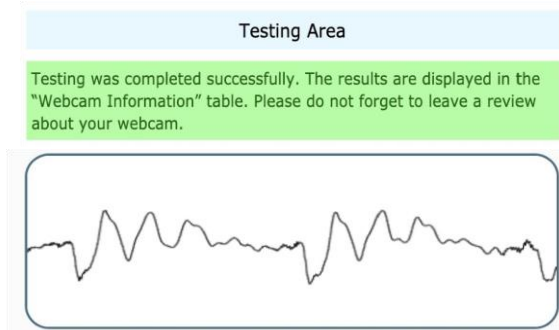 Testing Area
Testing was completed successfully. The results are displayed in the
“Webcam Information” table. Please do not forget to leave a review
about your webcam.